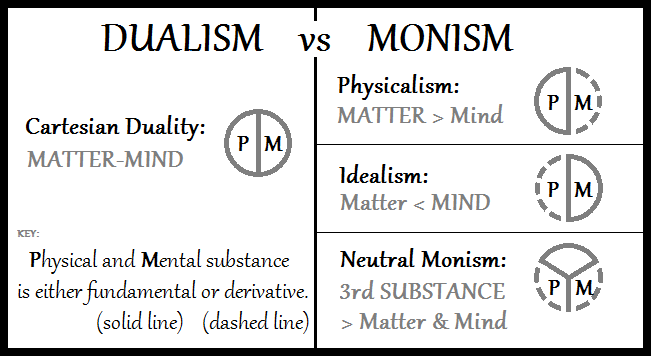 DUALISM vs MONISM
Cartesian Duality:
MATTER-MIND
P M
KEY:
Physical and Mental substance
is either fundamental or derivative.
(solid line) (dashed line)
Physicalism:
MATTER > Mind
P M
Idealism:
Matter < MIND
P M
Neutral Monism:
3rd SUBSTANCE
> Matter & Mind
P M